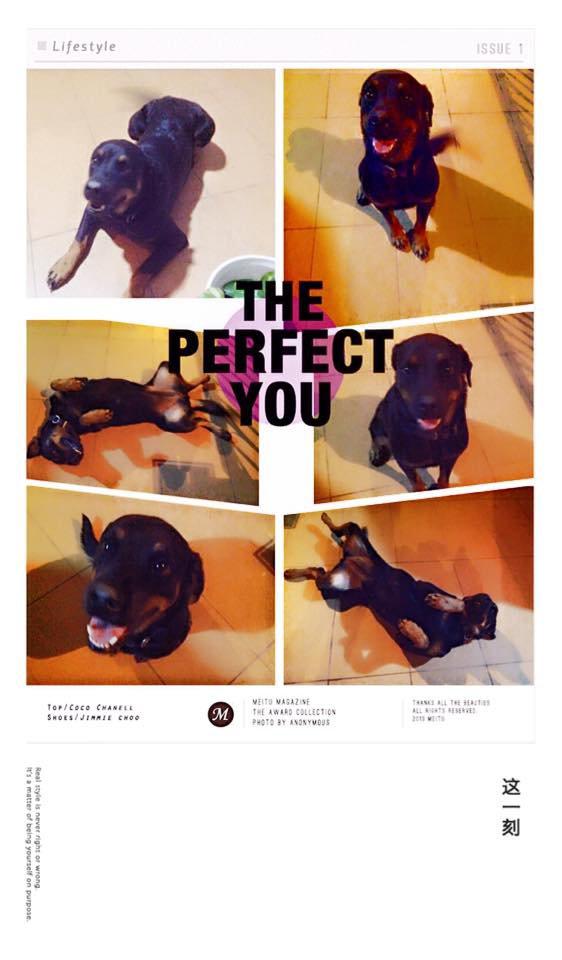 Lifestyle
ISSUE 1
THE
PERFECT
YOU
TOP/COCO CHANELL
SHOES/JIMMIE CHOO
M
MEITU MAGAZINE
THE AWARD COLLECTION
PHOTO BY ANONYMOUS
THANKS ALL THE BEAUTIES
ALL RIGHTS RESERVED.
2013 MEITU
Real style is never right or wrong.
It's a matter of being yourself on purpose.
这一刻